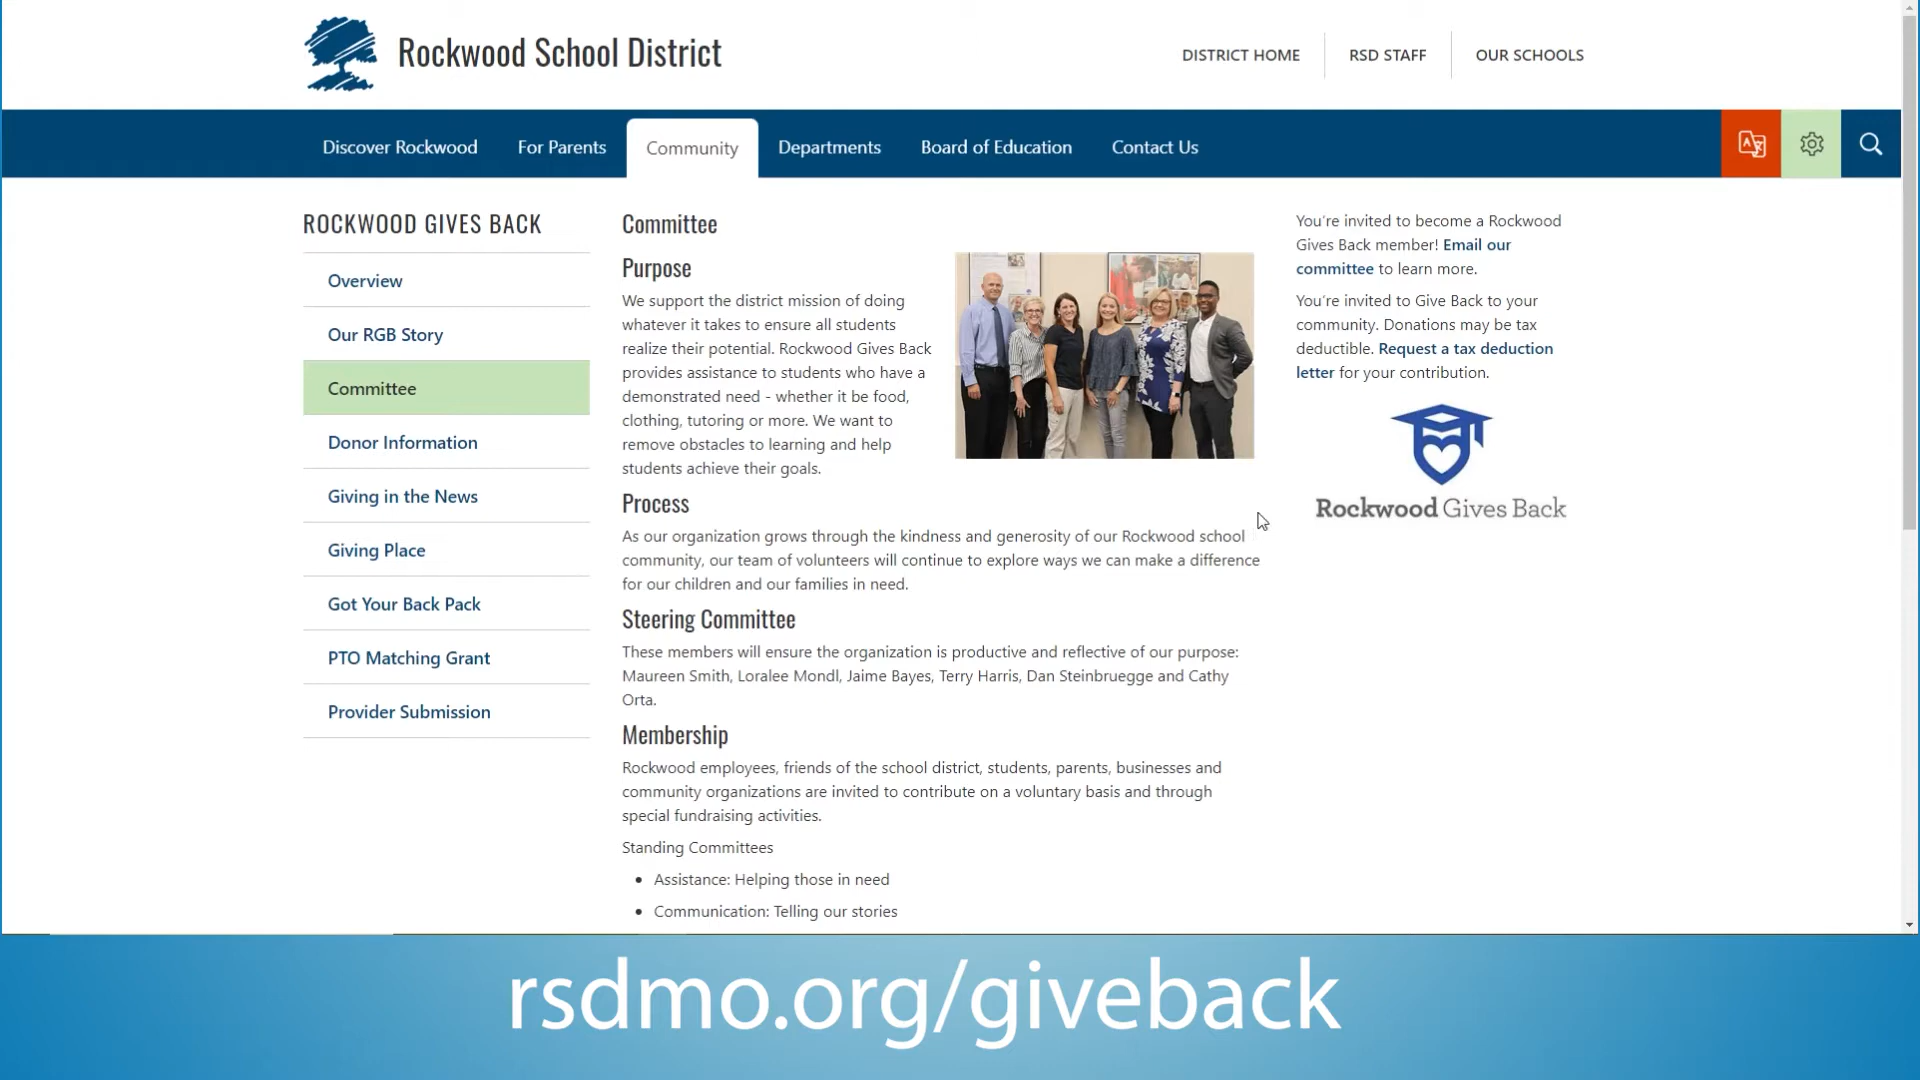 Rockwood School District
DISTRICT HOME
RSD STAFF
OUR SCHOOLS
Discover Rockwood
For Parents
Community
Departments
Board of Education
Contact Us
ROCKWOOD GIVES BACK
Overview
Our RGB Story
Committee
Donor Information
Giving in the News
Giving Place
Got Your Back Pack
PTO Matching Grant
Provider Submission
Committee
Purpose
We support the district mission of doing
whatever it takes to ensure all students
realize their potential. Rockwood Gives Back
provides assistance to students who have a
demonstrated need - whether it be food,
clothing, tutoring or more. We want to
remove obstacles to learning and help
students achieve their goals.
Process
As our organization grows through the kindness and generosity of our Rockwood school
community, our team of volunteers will continue to explore ways we can make a difference
for our children and our families in need.
Steering Committee
These members will ensure the organization is productive and reflective of our purpose:
Maureen Smith, Loralee Mondl, Jaime Bayes, Terry Harris, Dan Steinbruegge and Cathy
Orta.
Membership
Rockwood employees, friends of the school district, students, parents, businesses and
community organizations are invited to contribute on a voluntary basis and through
special fundraising activities.
Standing Committees
• Assistance: Helping those in need
• Communication: Telling our stories
You're invited to become a Rockwood
Gives Back member! Email our
committee to learn more.
You're invited to Give Back to your
community. Donations may be tax
deductible. Request a tax deduction
letter for your contribution.
Rockwood Gives Back
rsdmo.org/giveback